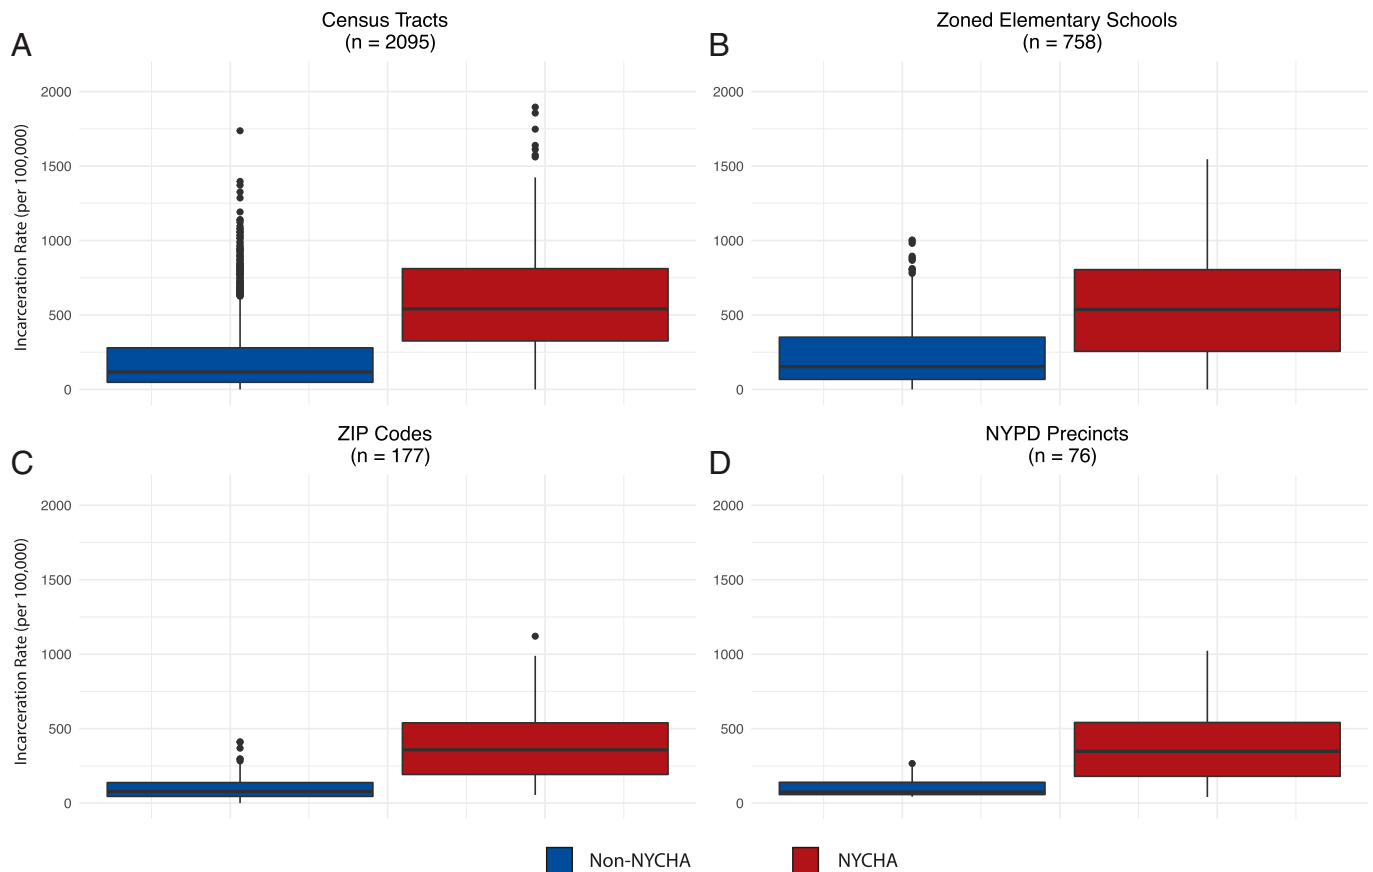 Census Tracts
(n = 2095)
A
2000
1500
1000
500
0
Incarceration Rate (per 100,000)
Zoned Elementary Schools
(n = 758)
B
2000
1500
1000
500
0
ZIP Codes
(n = 177)
C
2000
1500
1000
500
0
Incarceration Rate (per 100,000)
NYPD Precincts
(n = 76)
D
2000
1500
1000
500
0
Non-NYCHA
NYCHA